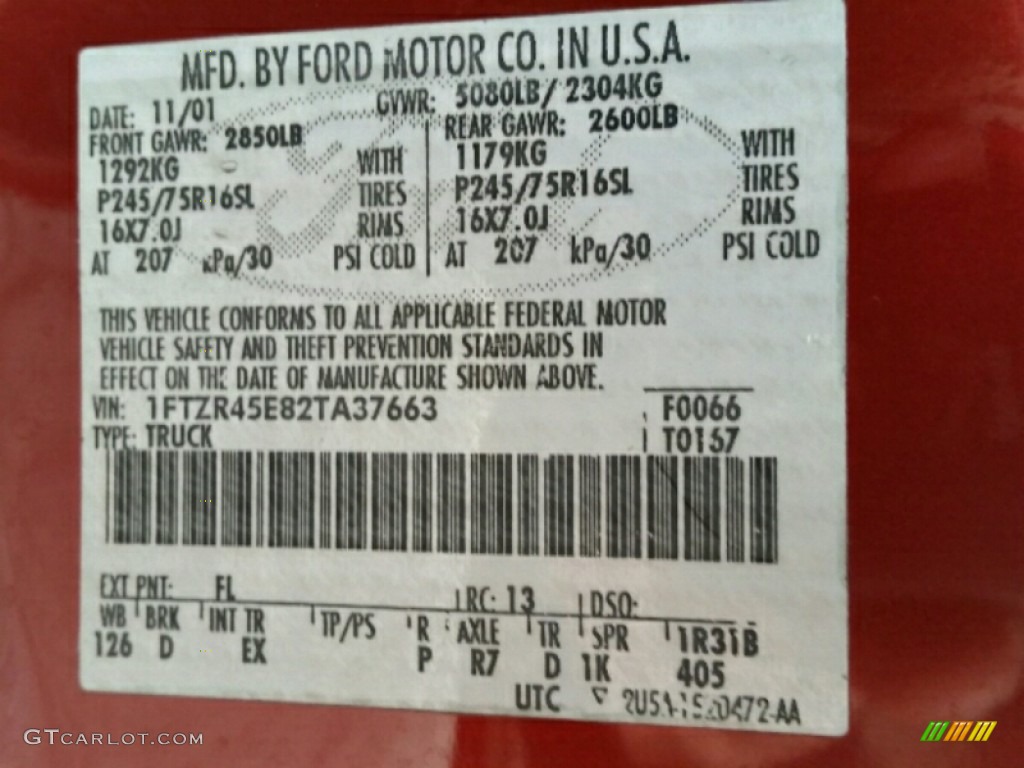 MFD. BY FORD MOTOR CO. IN U.S.A.
DATE: 11/01 GVWR: 5080LB/ 2304KG
FRONT GAWR: 2850LB REAR GAWR: 2600LB
1292KG WITH 1179KG WITH
P245/75R16SL TIRES P245/75R16SL TIRES
16X7.0J RIMS 16X7.0J RIMS
AT 207 kPa/30 PSI COLD AT 207 kPa/30 PSI COLD
THIS VEHICLE CONFORMS TO ALL APPLICABLE FEDERAL MOTOR
VEHICLE SAFETY AND THEFT PREVENTION STANDARDS IN
EFFECT ON THE DATE OF MANUFACTURE SHOWN ABOVE.
VIN: 1FTZR45E82TA37663 F0066
TYPE: TRUCK T0157
EXT PNT: FL RC: 13 DSO:
WB BRK INT TR TP/PS R AXLE TR SPR 1R31B
126 D EX P R7 D 1K 405
UTC
GTCARLOT.COM